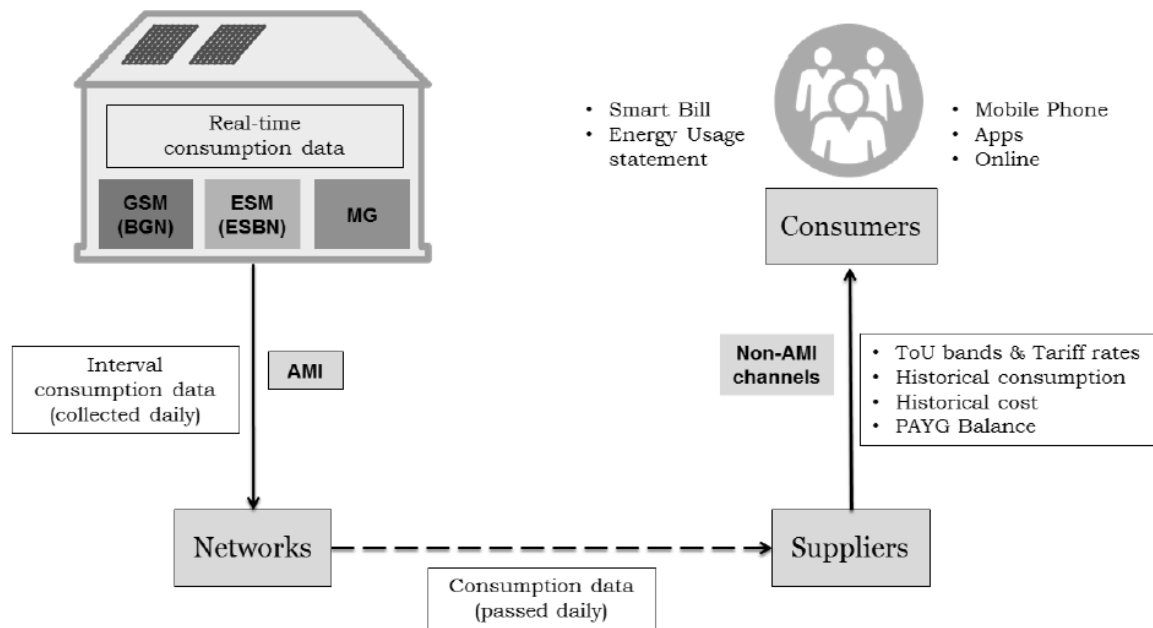 Real-time
consumption data
GSM
(BGN)
ESM
(ESBN)
MG
Interval
consumption data
(collected daily)
AMI
Networks
Consumption data
(passed daily)
Suppliers
Non-AMI
channels
• ToU bands & Tariff rates
• Historical consumption
• Historical cost
• PAYG Balance
Consumers
• Smart Bill
• Energy Usage
statement
• Mobile Phone
• Apps
• Online